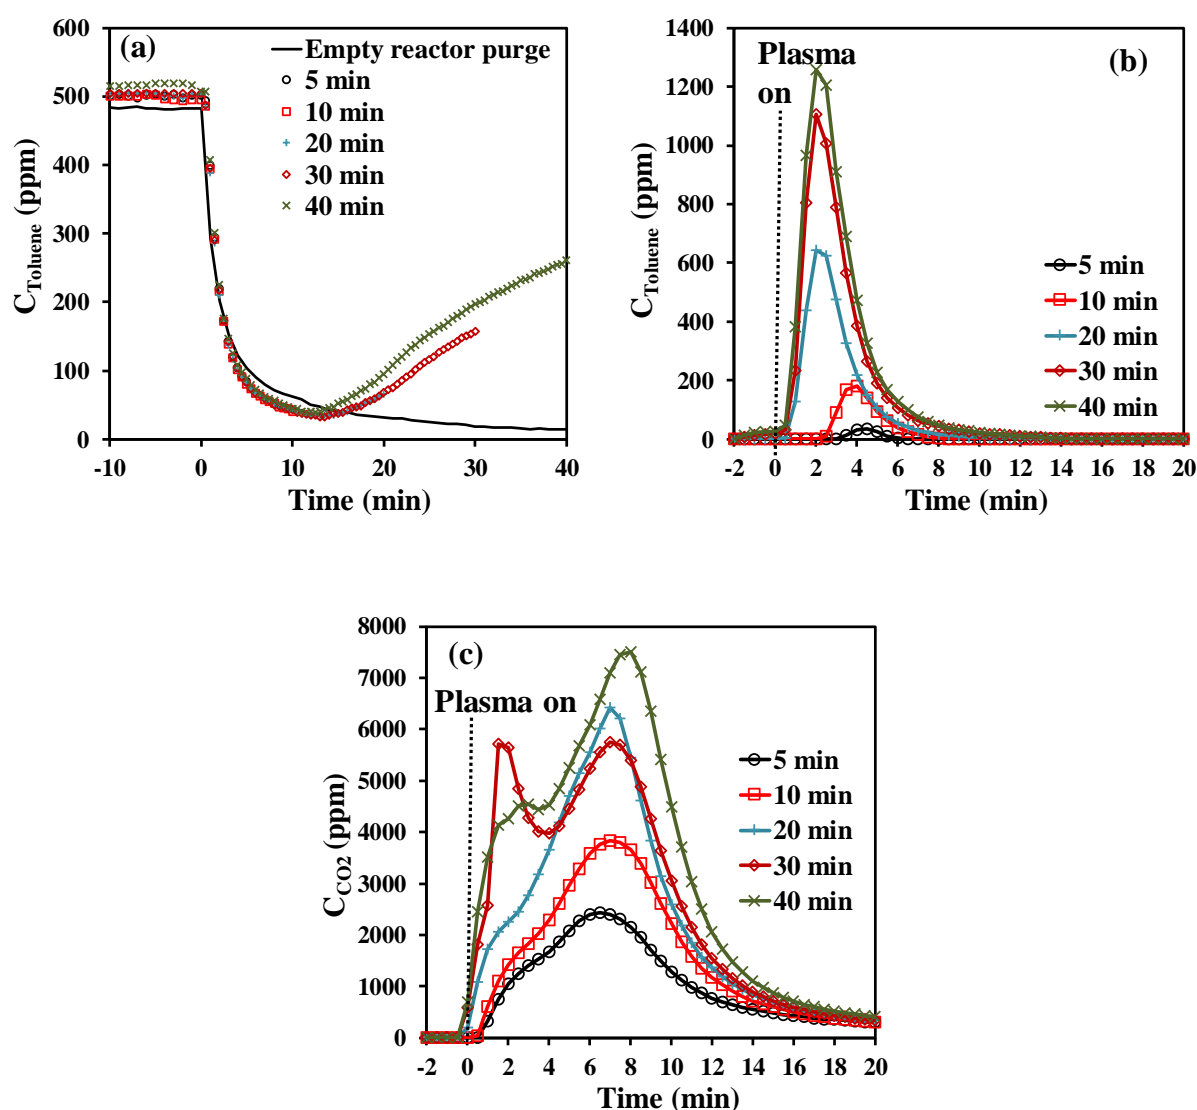 (a)
600
500
400
300
200
100
0
-10 0 10 20 30 40
C_Toluene (ppm)
Time (min)
Empty reactor purge
5 min
10 min
20 min
30 min
40 min
(b)
Plasma
on
1400
1200
1000
800
600
400
200
0
-2 0 2 4 6 8 10 12 14 16 18 20
C_Toluene (ppm)
Time (min)
5 min
10 min
20 min
30 min
40 min
(c)
Plasma on
8000
7000
6000
5000
4000
3000
2000
1000
0
-2 0 2 4 6 8 10 12 14 16 18 20
C_CO2 (ppm)
Time (min)
5 min
10 min
20 min
30 min
40 min